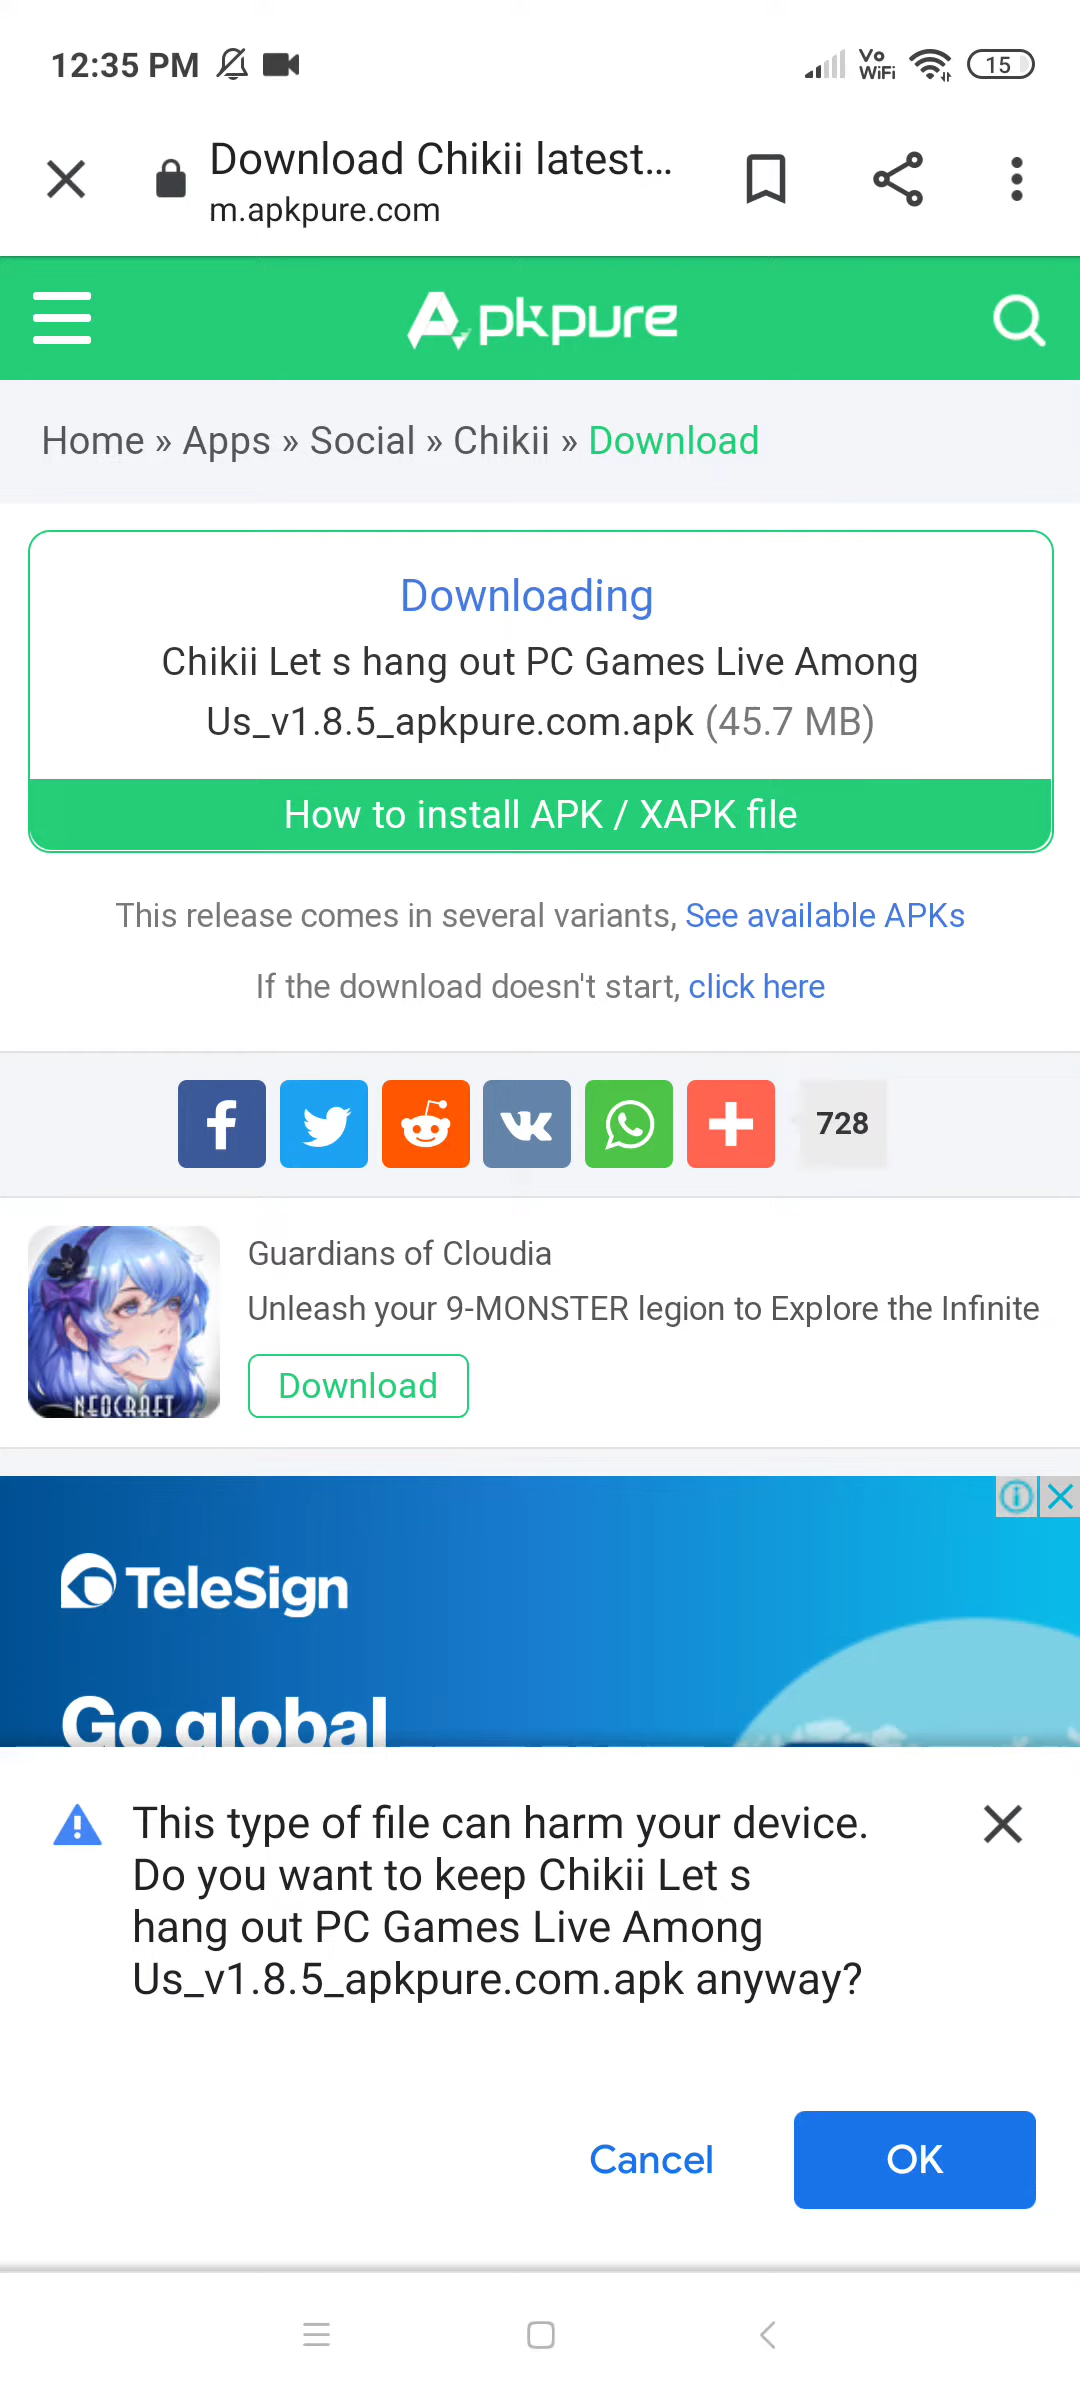 12:35 PM
Vo
WiFi
15
Download Chikii latest...
m.apkpure.com
Apkpure
Home » Apps » Social » Chikii » Download
Downloading
Chikii Let s hang out PC Games Live Among
Us_v1.8.5_apkpure.com.apk (45.7 MB)
How to install APK / XAPK file
This release comes in several variants, See available APKs
If the download doesn't start, click here
728
Guardians of Cloudia
Unleash your 9-MONSTER legion to Explore the Infinite
NEOCRAFT
Download
TeleSign
Go global
This type of file can harm your device.
Do you want to keep Chikii Let s
hang out PC Games Live Among
Us_v1.8.5_apkpure.com.apk anyway?
Cancel
OK